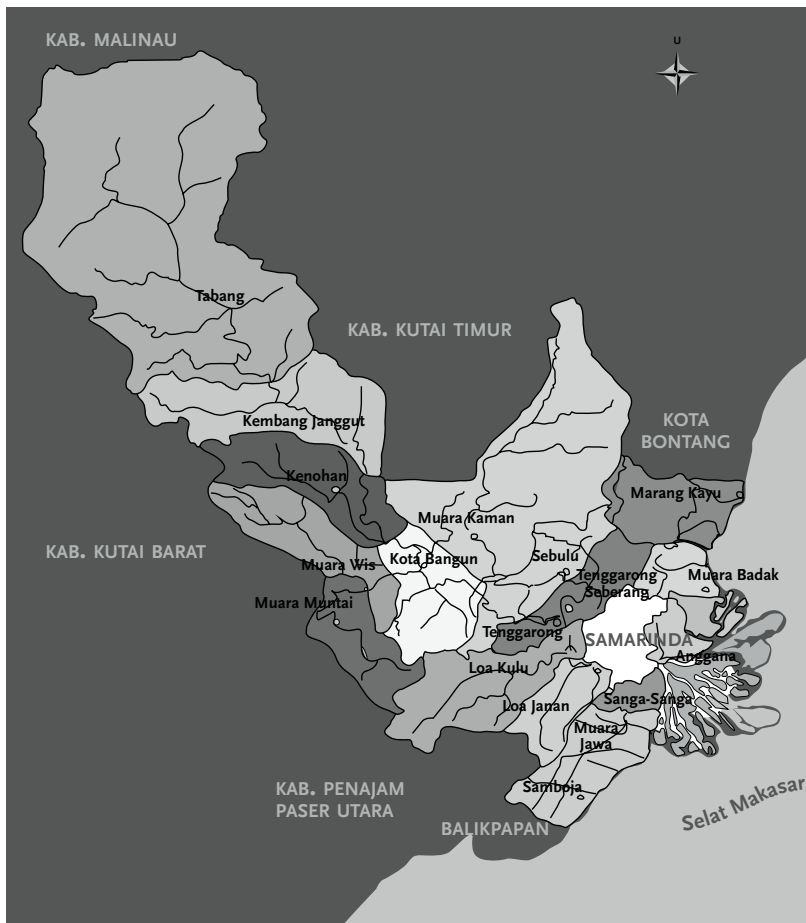 KAB. MALINAU
U
Tabang
KAB. KUTAI TIMUR
Kembang Janggut
KOTA
BONTANG
Kenohan
Marang Kayu
Muara Kaman
KAB. KUTAI BARAT
Muara Wis
Kota Bangun
Sebulu
Tenggarong
Seberang
Muara Badak
Muara Muntai
Tenggarong
SAMARINDA
Anggana
Loa Kulu
Sanga-Sanga
Loa Janan
Muara
Jawa
KAB. PENAJAM
PASER UTARA
Samboja
Selat Makasar
BALIKPAPAN